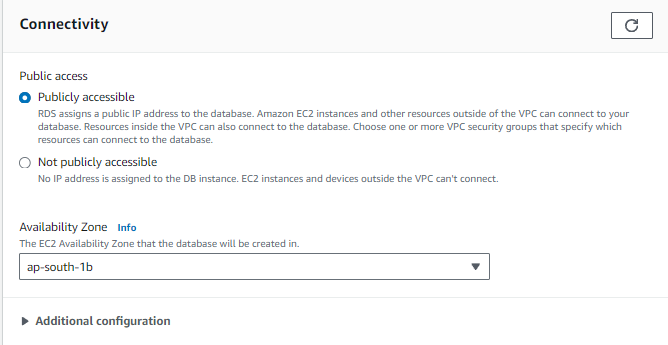 Connectivity
Public access
Publicly accessible
RDS assigns a public IP address to the database. Amazon EC2 instances and other resources outside of the VPC can connect to your
database. Resources inside the VPC can also connect to the database. Choose one or more VPC security groups that specify which
resources can connect to the database.
Not publicly accessible
No IP address is assigned to the DB instance. EC2 instances and devices outside the VPC can't connect.
Availability Zone Info
The EC2 Availability Zone that the database will be created in.
ap-south-1b
Additional configuration